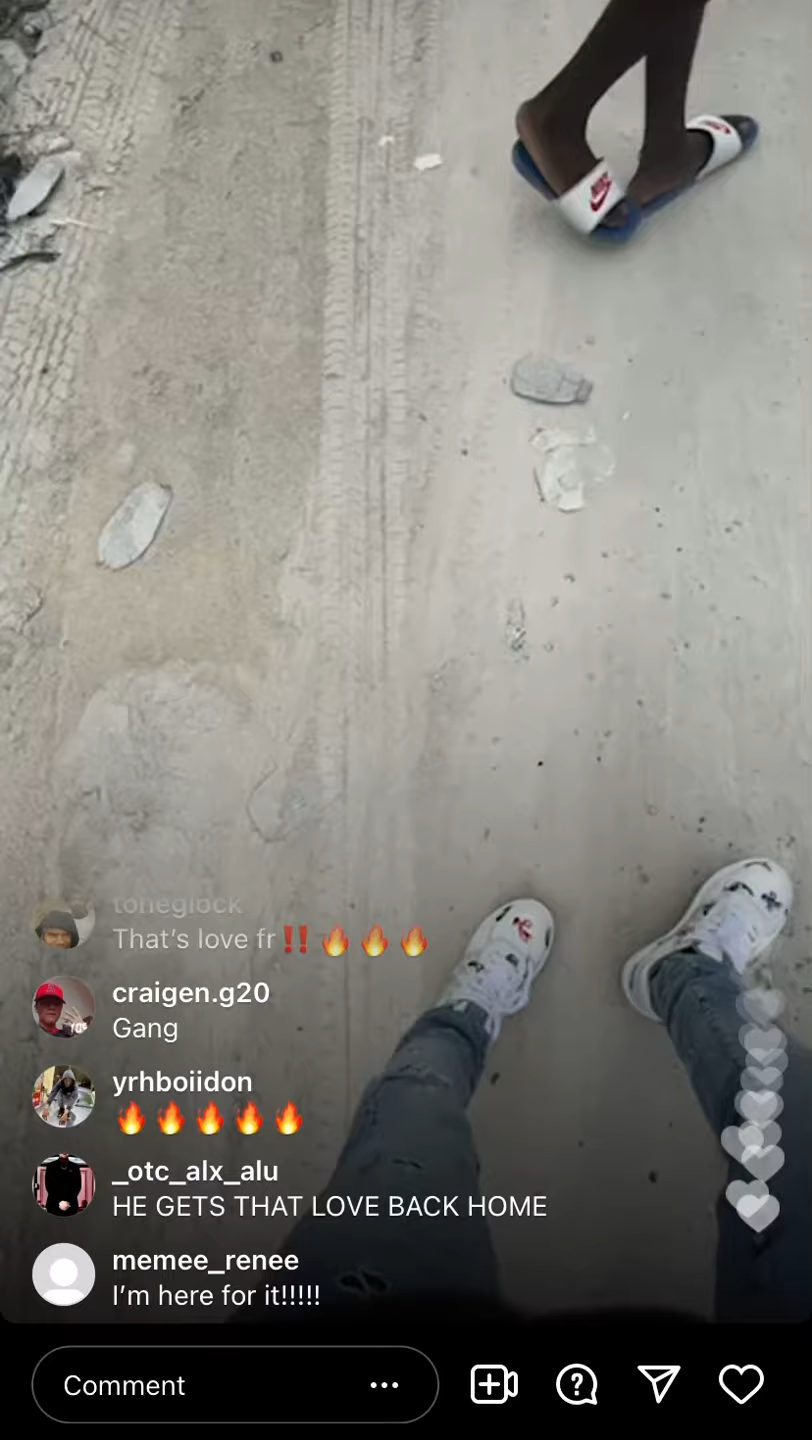 toneglock
That's love fr‼️🔥🔥🔥
craigen.g20
Gang
yrhboiidon
🔥🔥🔥🔥🔥
_otc_alx_alu
HE GETS THAT LOVE BACK HOME
memee_renee
I'm here for it!!!!!
Comment